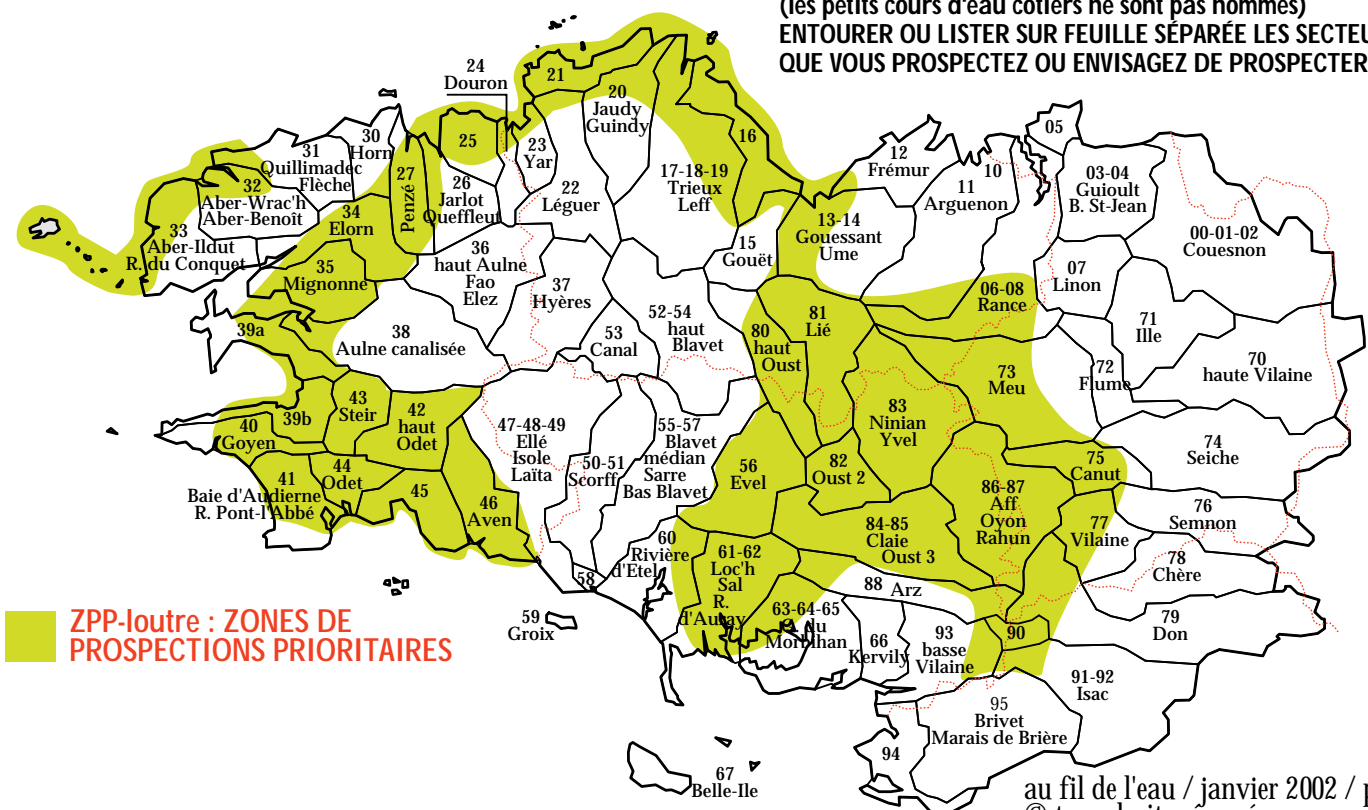 (les petits cours d'eau côtiers ne sont pas nommés)
ENTOURER OU LISTER SUR FEUILLE SÉPARÉE LES SECTEU
QUE VOUS PROSPECTEZ OU ENVISAGEZ DE PROSPECTER
24
Douron
21
20
Jaudy
Guindy
16
05
30
Horn
25
23
Yar
31
Quillimadec
Flèche
27
Penzé
26
Jarlot
Queffleut
22
Léguer
17-18-19
Trieux
Leff
12
Frémur
10
11
Arguenon
03-04
Guioult
B. St-Jean
32
Aber-Wrac'h
Aber-Benoît
34
Elorn
33
Aber-Ildut
R. du Conquet
35
Mignonne
36
haut Aulne
Fao
Elez
37
Hyères
15
Gouët
13-14
Gouessant
Ume
00-01-02
Couesnon
07
Linon
06-08
Rance
39a
38
Aulne canalisée
53
Canal
52-54
haut
Blavet
80
haut
Oust
81
Lié
71
Ille
70
haute Vilaine
72
Flume
73
Meu
43
Steir
42
haut
Odet
39b
40
Goyen
47-48-49
Ellé
Isole
Laïta
50-51
Scorff
55-57
Blavet
médian
Sarre
Bas Blavet
83
Ninian
Yvel
74
Seiche
41
Baie d'Audierne
R. Pont-l'Abbé
44
Odet
45
46
Aven
56
Evel
82
Oust 2
75
Canut
86-87
Aff
Oyon
Rahun
77
Vilaine
76
Semnon
84-85
Claie
Oust 3
60
Rivière
d'Etel
61-62
Loc'h
Sal
R.
d'Auray
58
59
Groix
88 Arz
78
Chère
63-64-65
du
Morbihan
66
Kervily
93
basse
Vilaine
90
79
Don
91-92
Isac
95
Brivet
Marais de Brière
94
67
Belle-Ile
ZPP-loutre : ZONES DE
PROSPECTIONS PRIORITAIRES
au fil de l'eau / janvier 2002 /